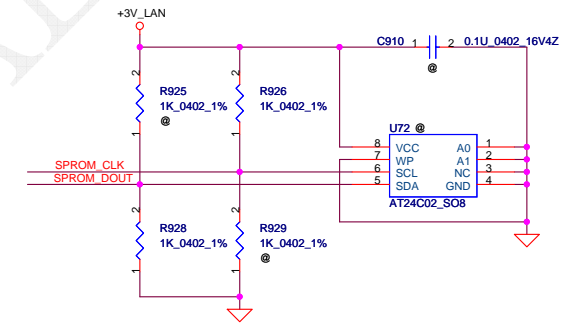 +3V_LAN
C910 1 2 0.1U_0402_16V4Z
@
2 R925
1K_0402_1%
@
1
2 R926
1K_0402_1%
1
U72 @
8 VCC A0 1
7 WP A1 2
6 SCL NC 3
5 SDA GND 4
AT24C02_SO8
SPROM_CLK
SPROM_DOUT
2 R928
1K_0402_1%
1
2 R929
1K_0402_1%
@
1